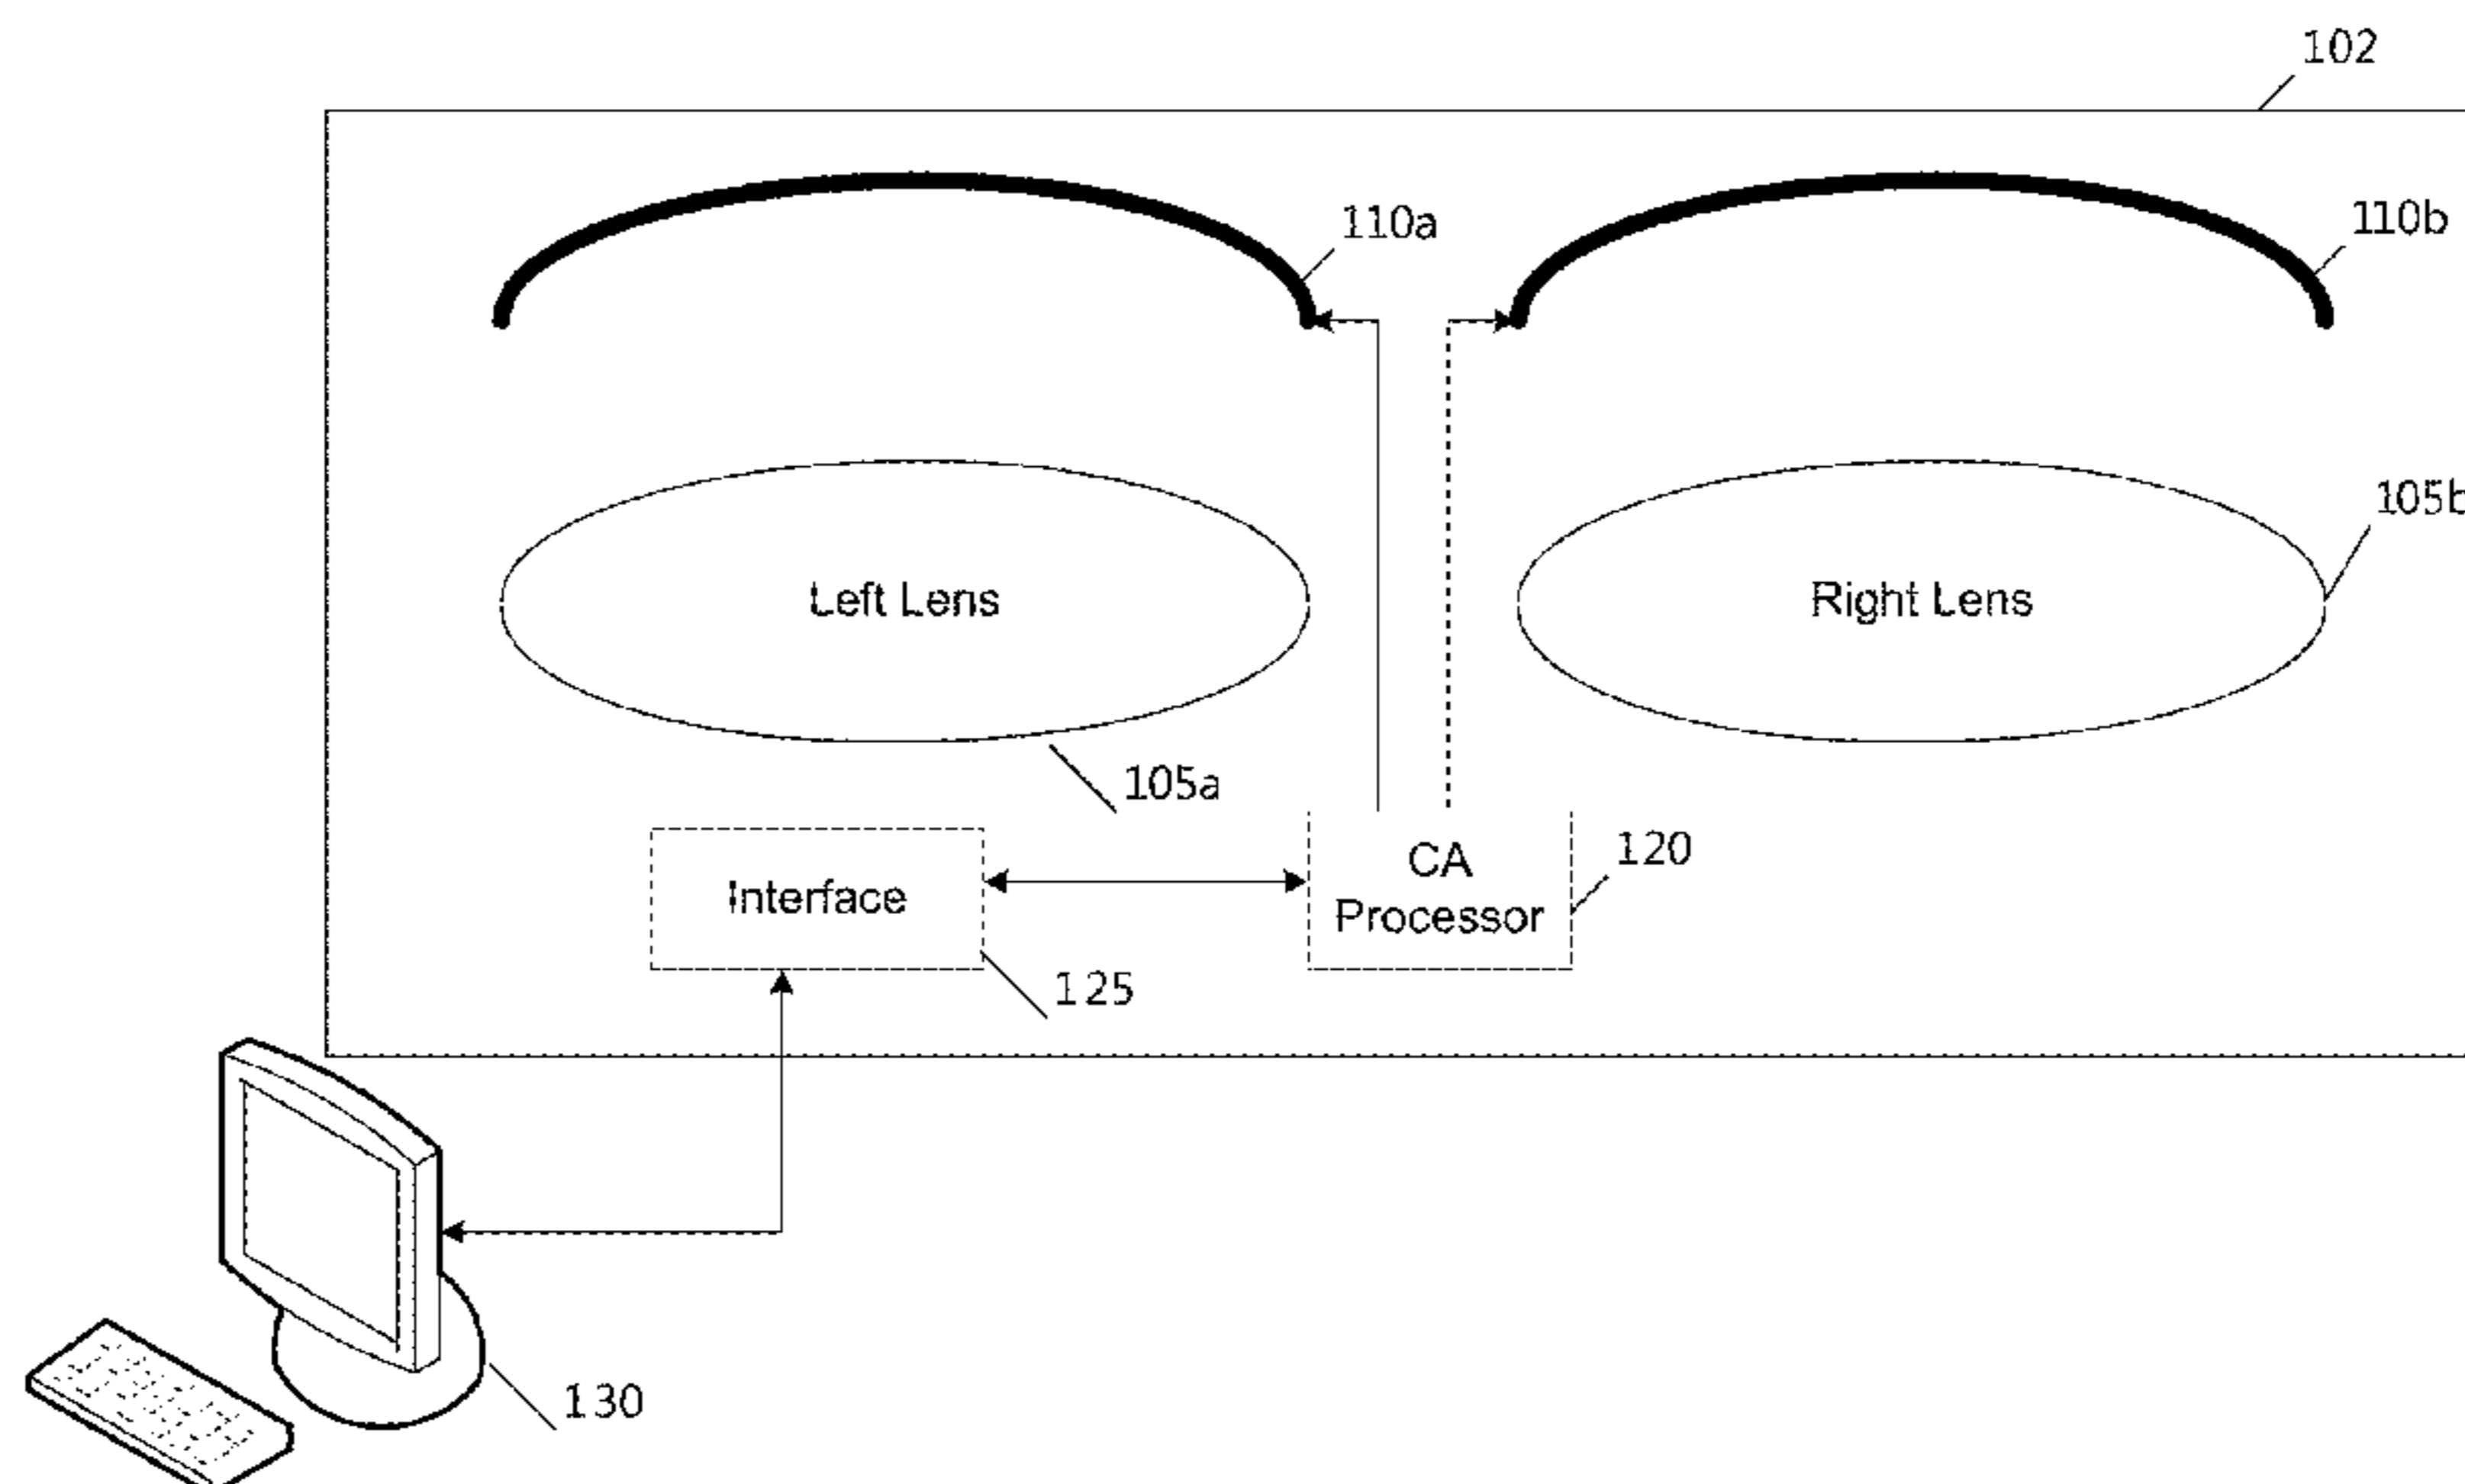 102
110a
110b
105b
Left Lens
Right Lens
105a
CA
Processor
120
Interface
125
130